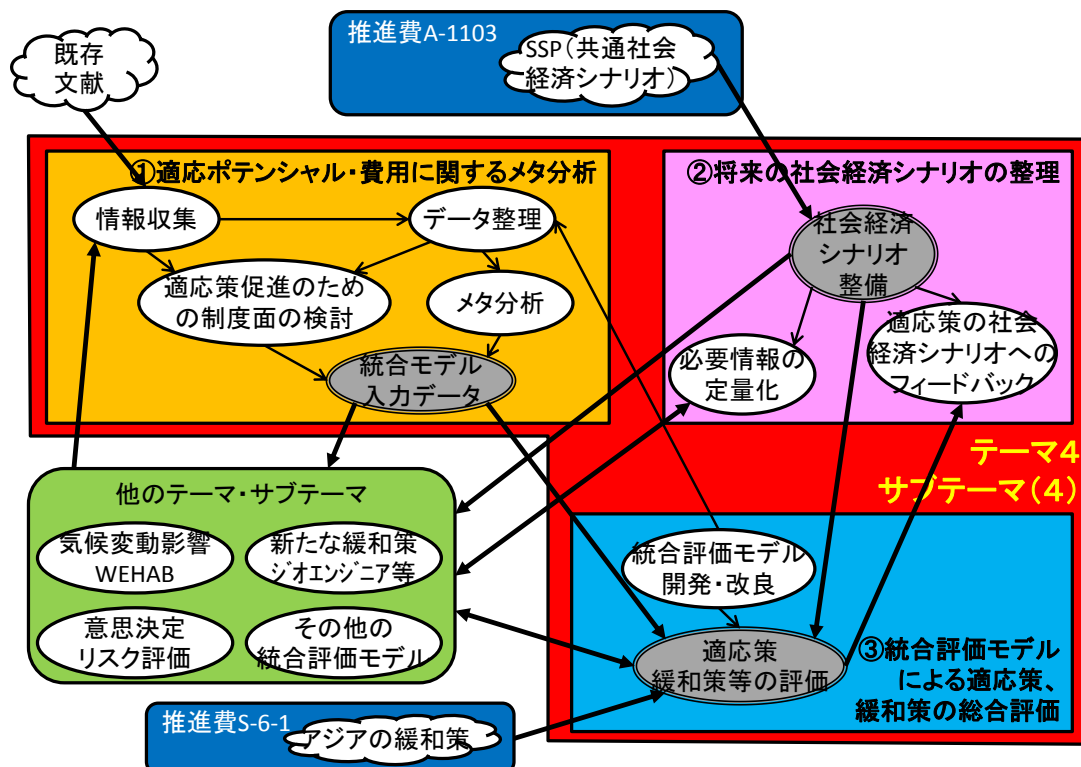 推進費A-1103
SSP(共通社会
経済シナリオ)
既存
文献
①適応ポテンシャル・費用に関するメタ分析
情報収集
データ整理
適応策促進のため
の制度面の検討
メタ分析
統合モデル
入力データ
②将来の社会経済シナリオの整理
社会経済
シナリオ
整備
必要情報の
定量化
適応策の社会
経済シナリオへの
フィードバック
テーマ4
サブテーマ(4)
他のテーマ・サブテーマ
気候変動影響
WEHAB
新たな緩和策
ジオエンジニア等
意思決定
リスク評価
その他の
統合評価モデル
統合評価モデル
開発・改良
適応策
緩和策等の評価
③統合評価モデル
による適応策、
緩和策の総合評価
推進費S-6-1
アジアの緩和策